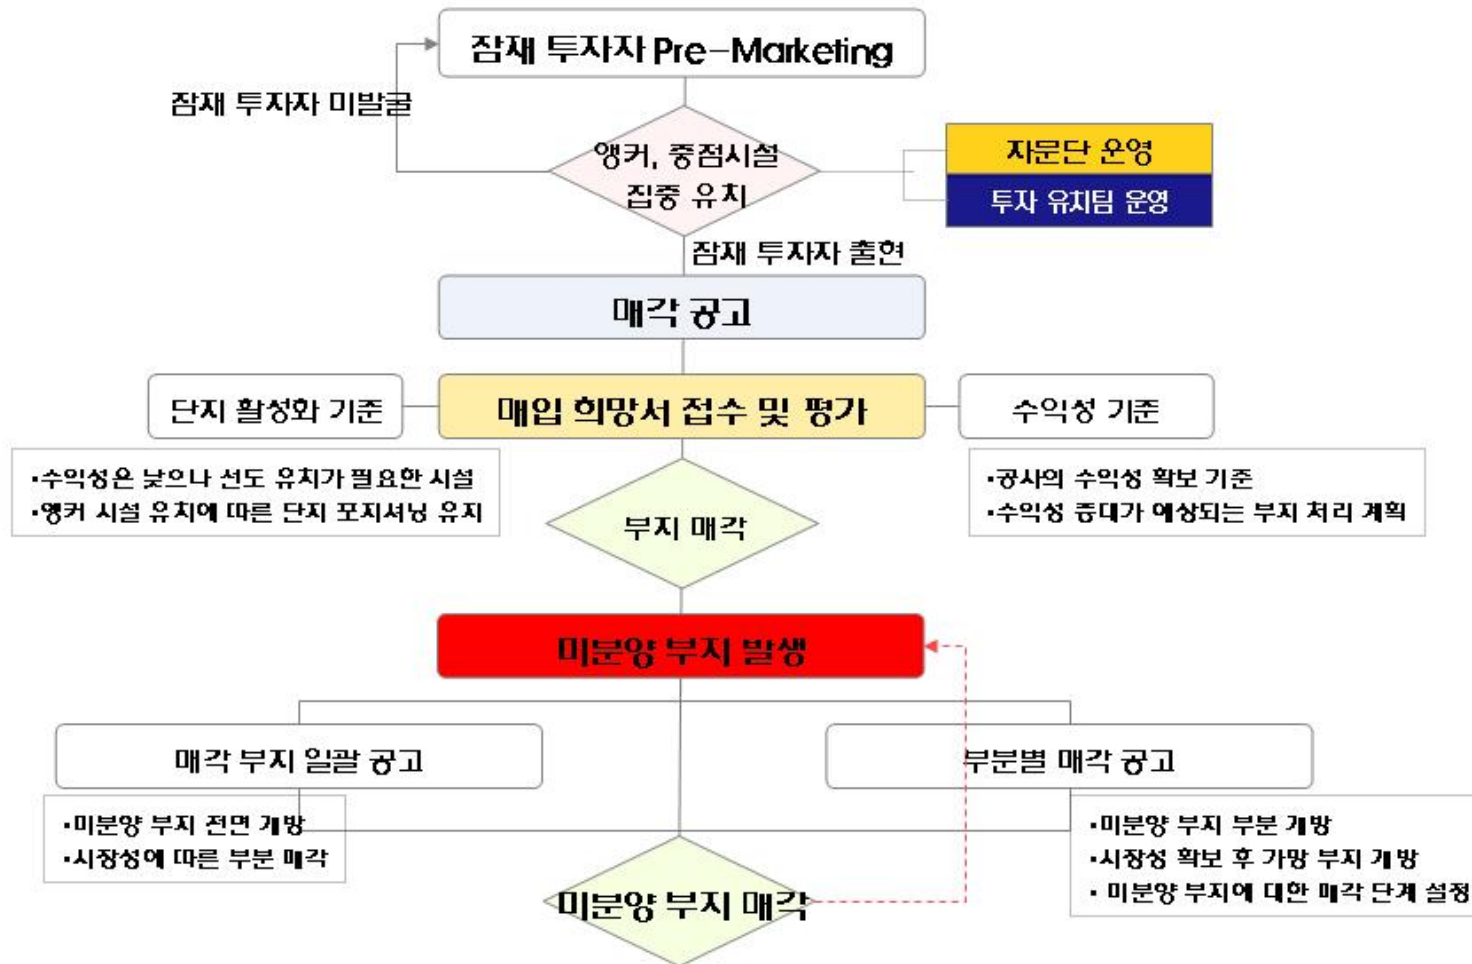 잠재 투자자 Pre-Marketing
잠재 투자자 미발굴
앵커, 중점시설
집중 유치
자문단 운영
투자 유치팀 운영
잠재 투자자 출현
매각 공고
단지 활성화 기준
매입 희망서 접수 및 평가
수익성 기준
•수익성은 낮으나 선도 유치가 필요한 시설
•앵커 시설 유치에 따른 단지 포지셔닝 유지
•공사의 수익성 확보 기준
•수익성 증대가 예상되는 부지 처리 계획
부지 매각
미분양 부지 발생
매각 부지 일괄 공고
부분별 매각 공고
•미분양 부지 전면 개방
•시장성에 따른 부분 매각
•미분양 부지 부분 개방
•시장성 확보 후 가망 부지 개방
• 미분양 부지에 대한 매각 단계 설정
미분양 부지 매각